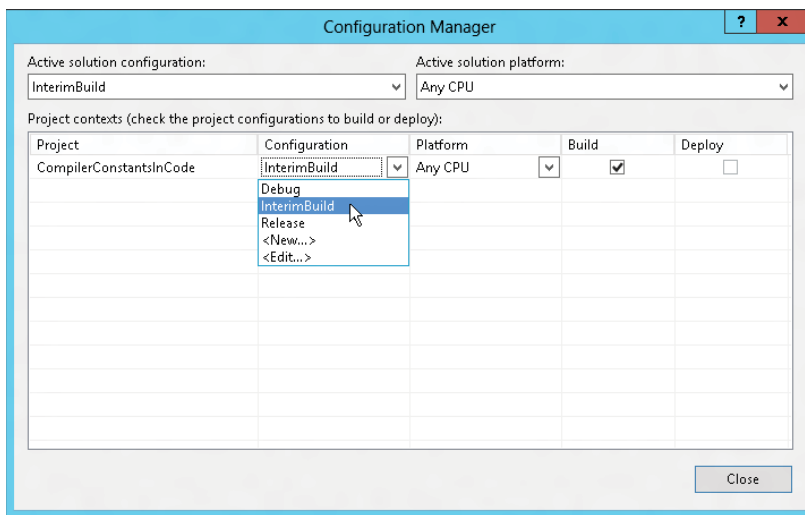 Configuration Manager
? x
Active solution configuration: Active solution platform:
InterimBuild Any CPU
Project contexts (check the project configurations to build or deploy):
Project Configuration Platform Build Deploy
CompilerConstantsInCode InterimBuild Any CPU
Debug
InterimBuild
Release
<New...>
<Edit...>
Close